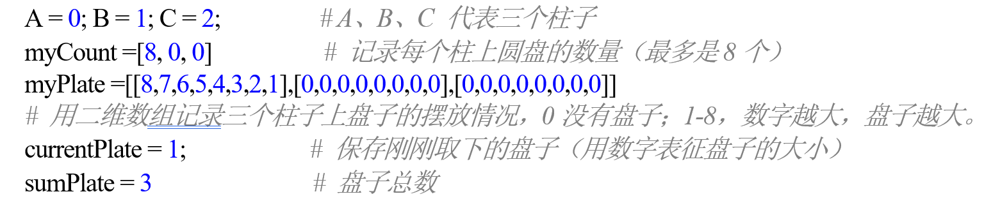 A = 0; B = 1; C = 2; #A、B、C 代表三个柱子
myCount =[8, 0, 0] # 记录每个柱上圆盘的数量（最多是8 个）
myPlate =[[8,7,6,5,4,3,2,1],[0,0,0,0,0,0,0,0],[0,0,0,0,0,0,0,0]]
# 用二维数组记录三个柱子上盘子的摆放情况，0 没有盘子；1-8，数字越大，盘子越大。
currentPlate = 1; # 保存刚刚取下的盘子（用数字表征盘子的大小）
sumPlate = 3 # 盘子总数